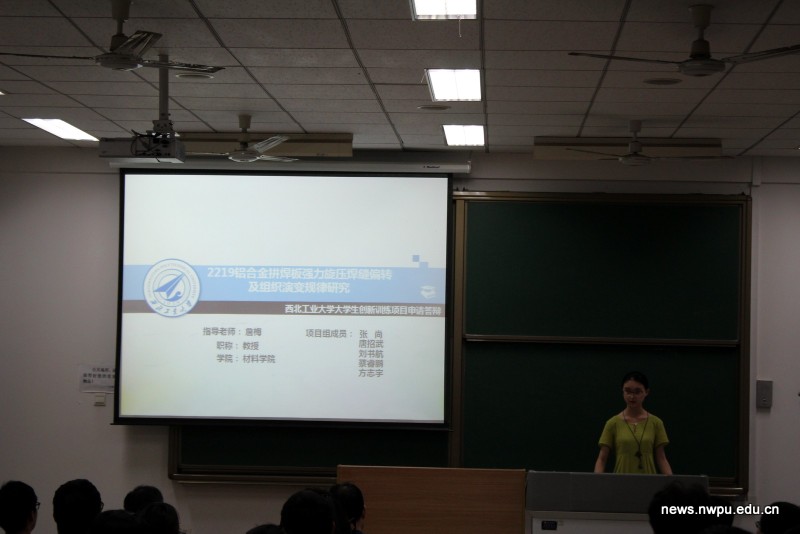 2219铝合金拼焊板强力旋压焊缝偏转
及组织演变规律研究
西北工业大学大学生创新训练项目申请答辩
指导老师：詹梅
职称：教授
学院：材料学院
项目组成员：张 尚
唐招武
刘书航
蔡睿鹏
方志宇
news.nwpu.edu.cn